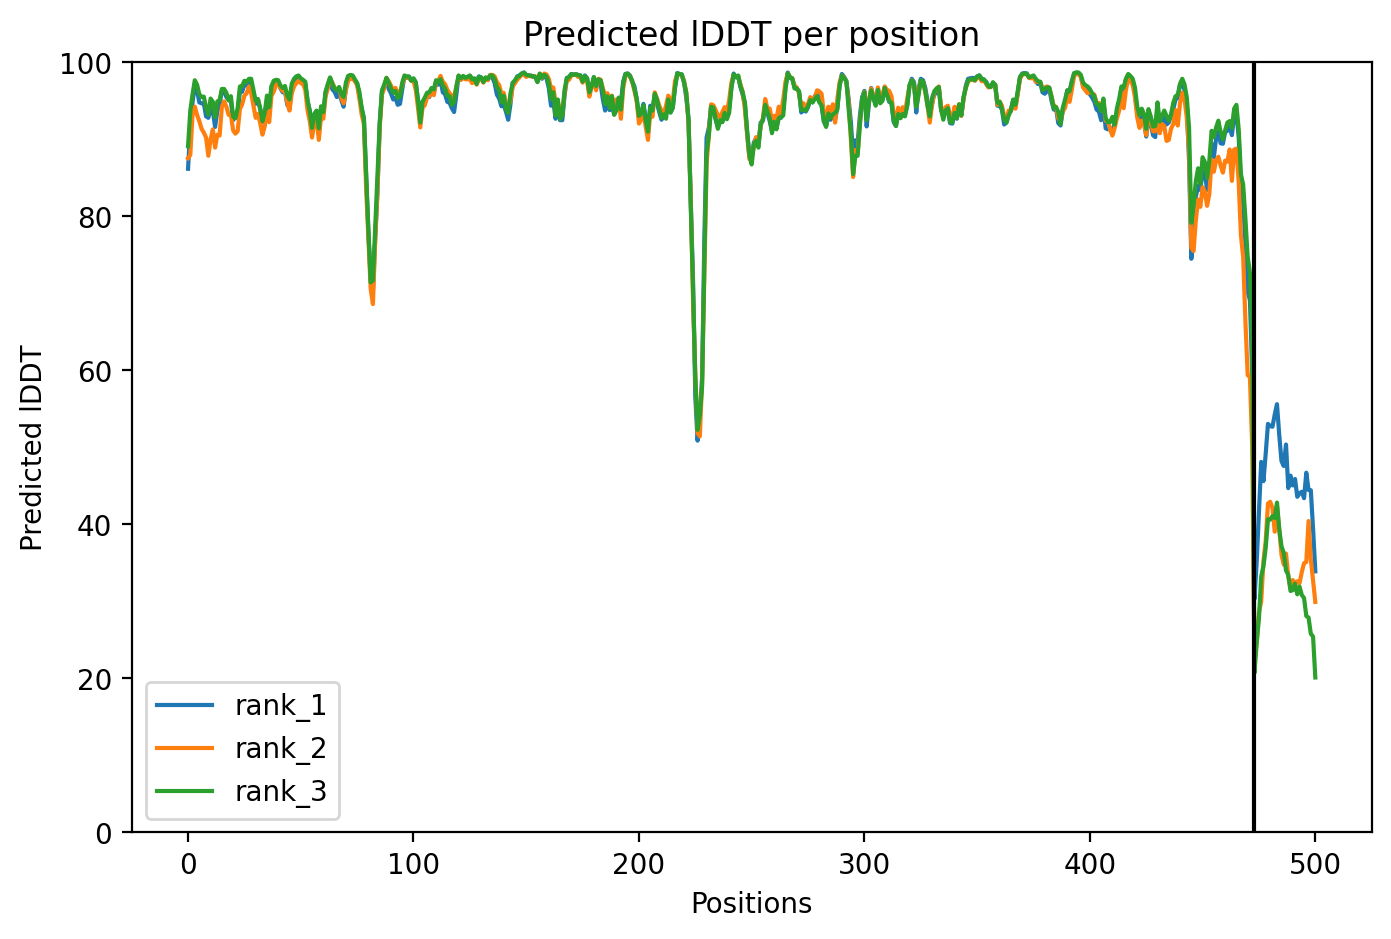 Predicted lDDT per position
100
80
60
40
20
0
Predicted lDDT
rank_1
rank_2
rank_3
0 100 200 300 400 500
Positions